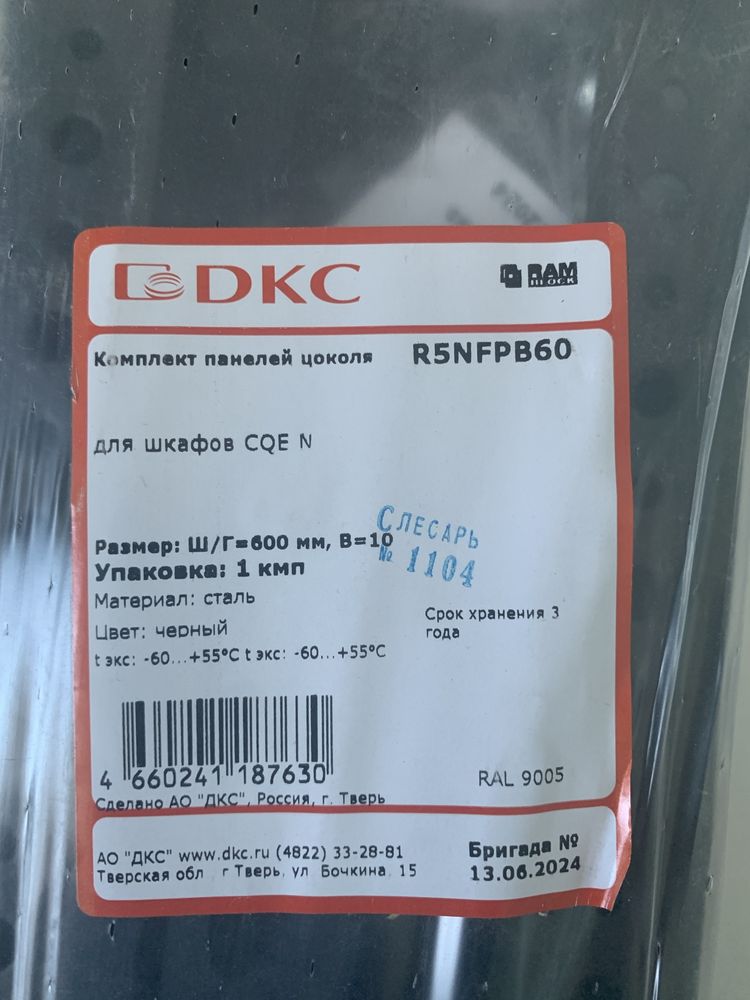 DKC
RAM
BLOCK
Комплект панелей цоколя R5NFPB60
для шкафов CQE N
Размер: Ш/Г=600 мм, В=10
Слесарь
№ 1104
Упаковка: 1 кмп
Материал: сталь
Срок хранения 3
года
Цвет: черный
t экс: -60...+55°C t экс: -60...+55°C
4 660241 187630
RAL 9005
Сделано АО "ДКС", Россия, г. Тверь
АО "ДКС" www.dkc.ru (4822) 33-28-81
Тверская обл г Тверь, ул Бочкина 15
Бригада №
13.06.2024